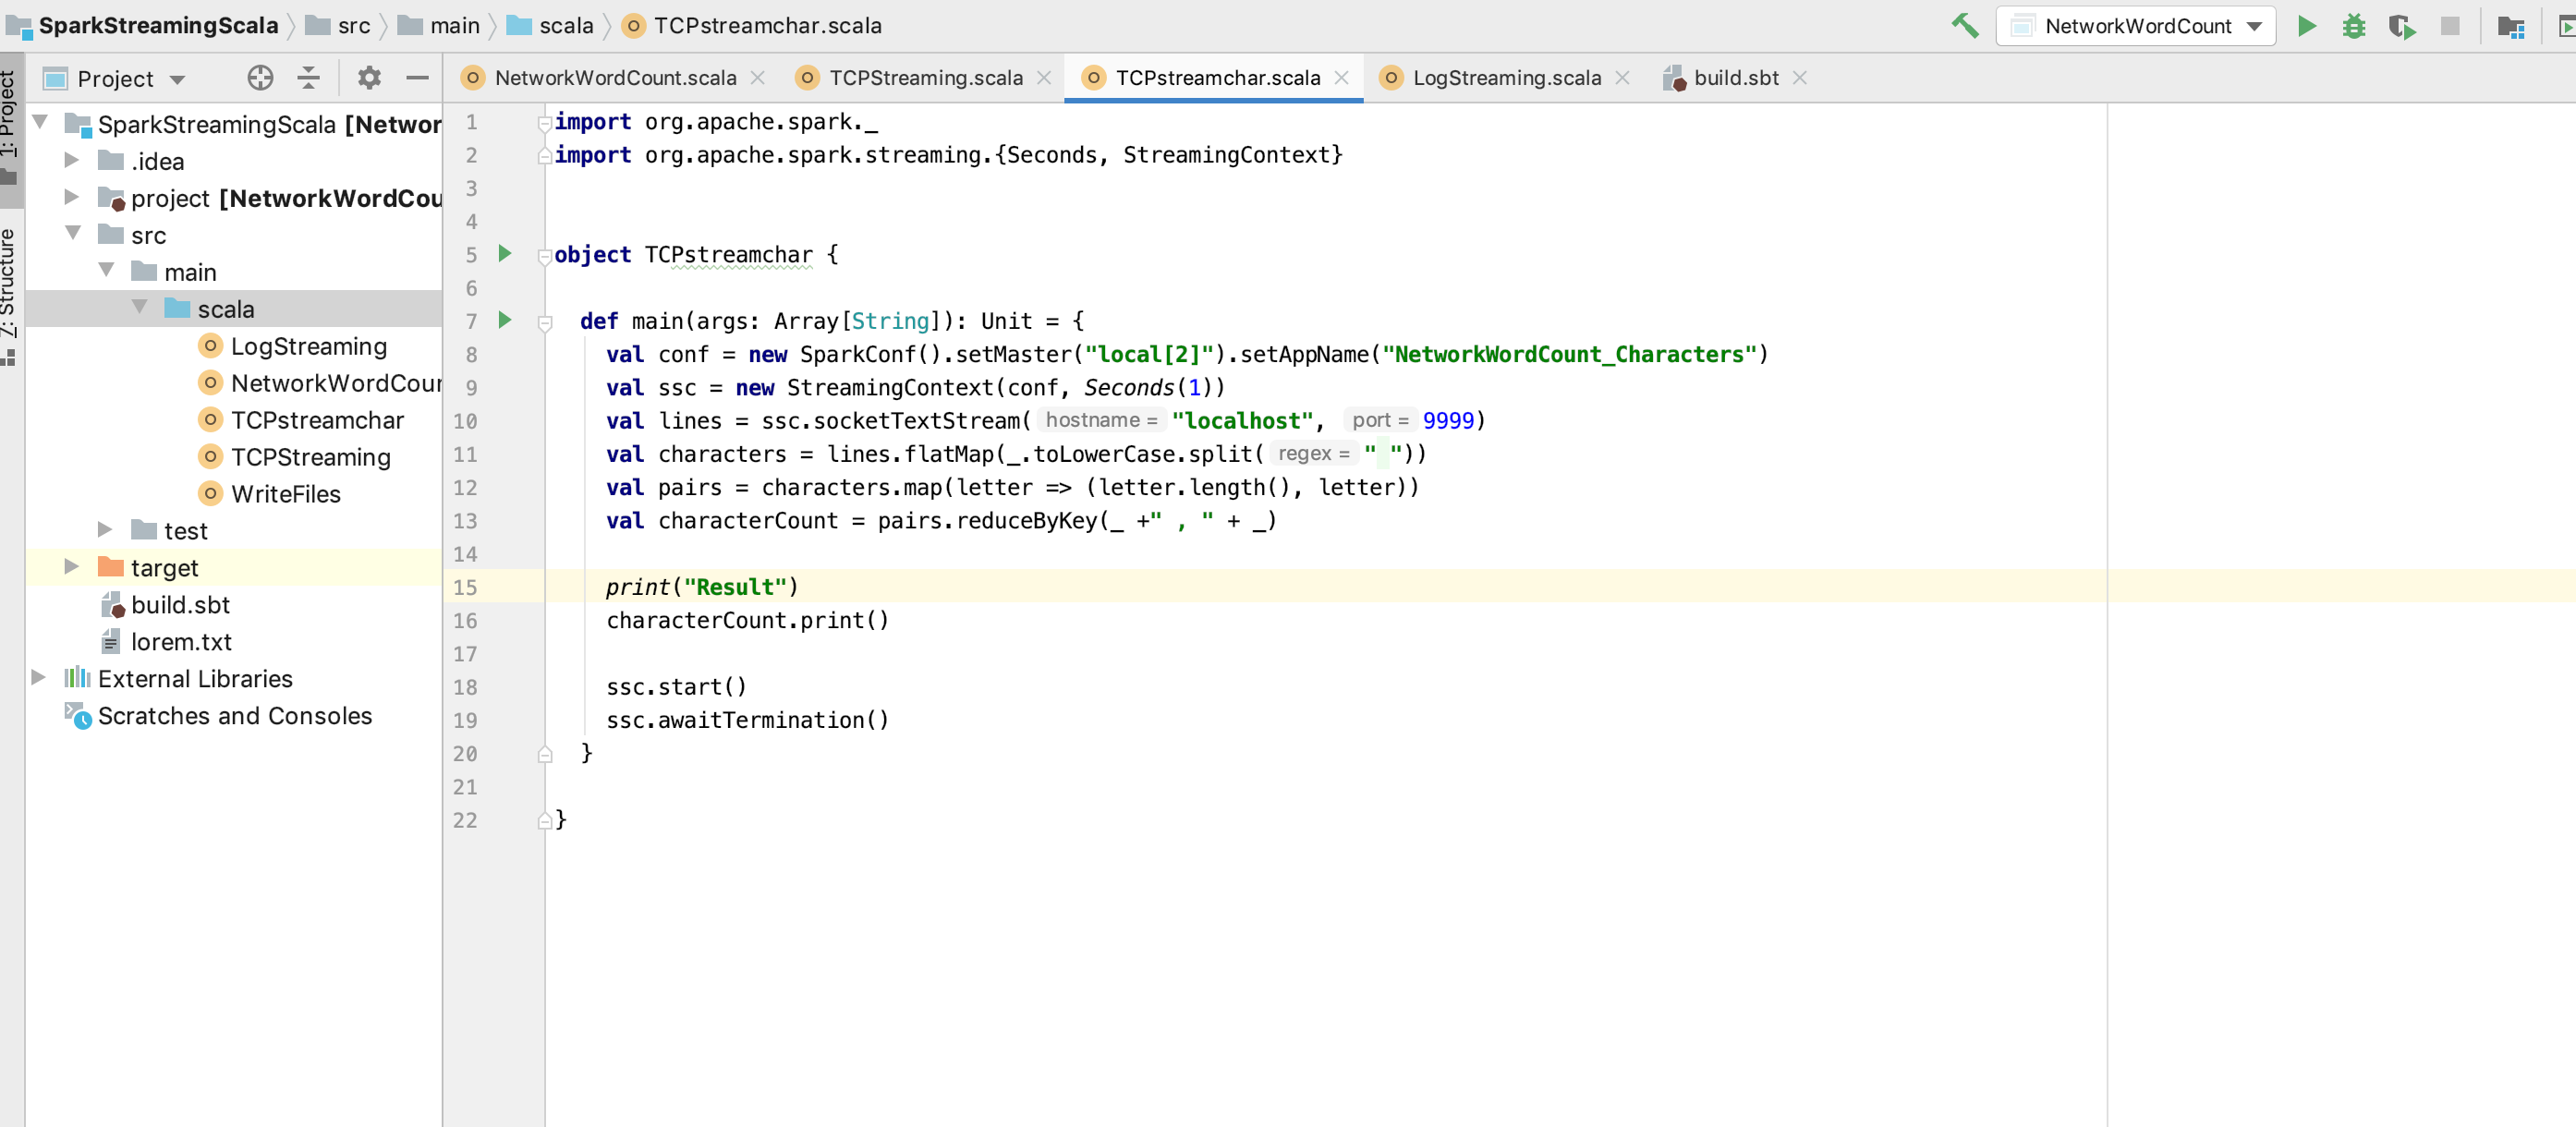 SparkStreamingScala src main scala TCPstreamchar.scala NetworkWordCount
Project NetworkWordCount.scala TCPStreaming.scala TCPstreamchar.scala LogStreaming.scala build.sbt
1: Project
7: Structure
SparkStreamingScala [Networ
.idea
project [NetworkWordCou
src
main
scala
LogStreaming
NetworkWordCour
TCPstreamchar
TCPStreaming
WriteFiles
test
target
build.sbt
lorem.txt
External Libraries
Scratches and Consoles
1 import org.apache.spark._
2 import org.apache.spark.streaming.{Seconds, StreamingContext}
3
4
5 object TCPstreamchar {
6
7 def main(args: Array[String]): Unit = {
8 val conf = new SparkConf().setMaster("local[2]").setAppName("NetworkWordCount_Characters")
9 val ssc = new StreamingContext(conf, Seconds(1))
10 val lines = ssc.socketTextStream( hostname = "localhost", port = 9999)
11 val characters = lines.flatMap(_.toLowerCase.split( regex = " "))
12 val pairs = characters.map(letter => (letter.length(), letter))
13 val characterCount = pairs.reduceByKey(_ +" , " + _)
14
15 print("Result")
16 characterCount.print()
17
18 ssc.start()
19 ssc.awaitTermination()
20 }
21
22 }